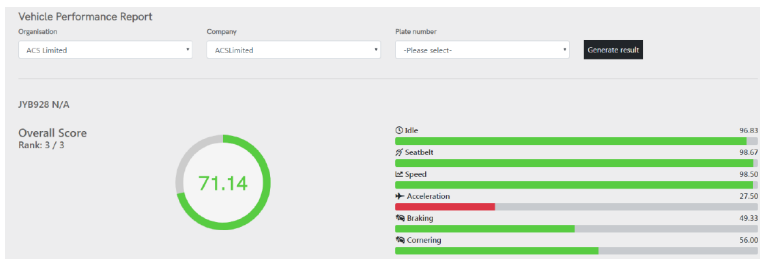 Vehicle Performance Report
Organisation
Company
Plate number
ACS Limited
ACSLimited
-Please select-
Generate result
JYB928 N/A
Overall Score
Rank: 3 / 3
71.14
Idle 96.83
Seatbelt 98.67
Speed 98.50
Acceleration 27.50
Braking 49.33
Cornering 56.00